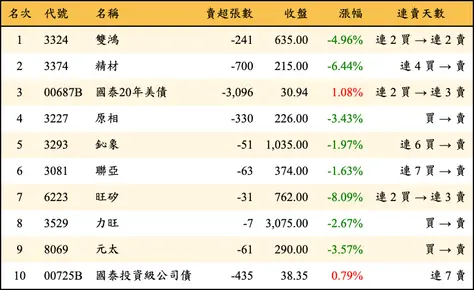 名次 代號 名稱 賣超張數 收盤 漲幅 連賣天數
1 3324 雙鴻 -241 635.00 -4.96% 連 2 買 → 連 2 賣
2 3374 精材 -700 215.00 -6.44% 連 4 買 → 賣
3 00687B 國泰20年美債 -3,096 30.94 1.08% 連 2 買 → 連 3 賣
4 3227 原相 -330 226.00 -3.43% 買 → 賣
5 3293 鈊象 -51 1,035.00 -1.97% 連 6 買 → 賣
6 3081 聯亞 -63 374.00 -1.63% 連 7 買 → 賣
7 6223 旺矽 -31 762.00 -8.09% 連 2 買 → 連 3 賣
8 3529 力旺 -7 3,075.00 -2.67% 買 → 賣
9 8069 元太 -61 290.00 -3.57% 買 → 賣
10 00725B 國泰投資級公司債 -435 38.35 0.79% 連 7 賣